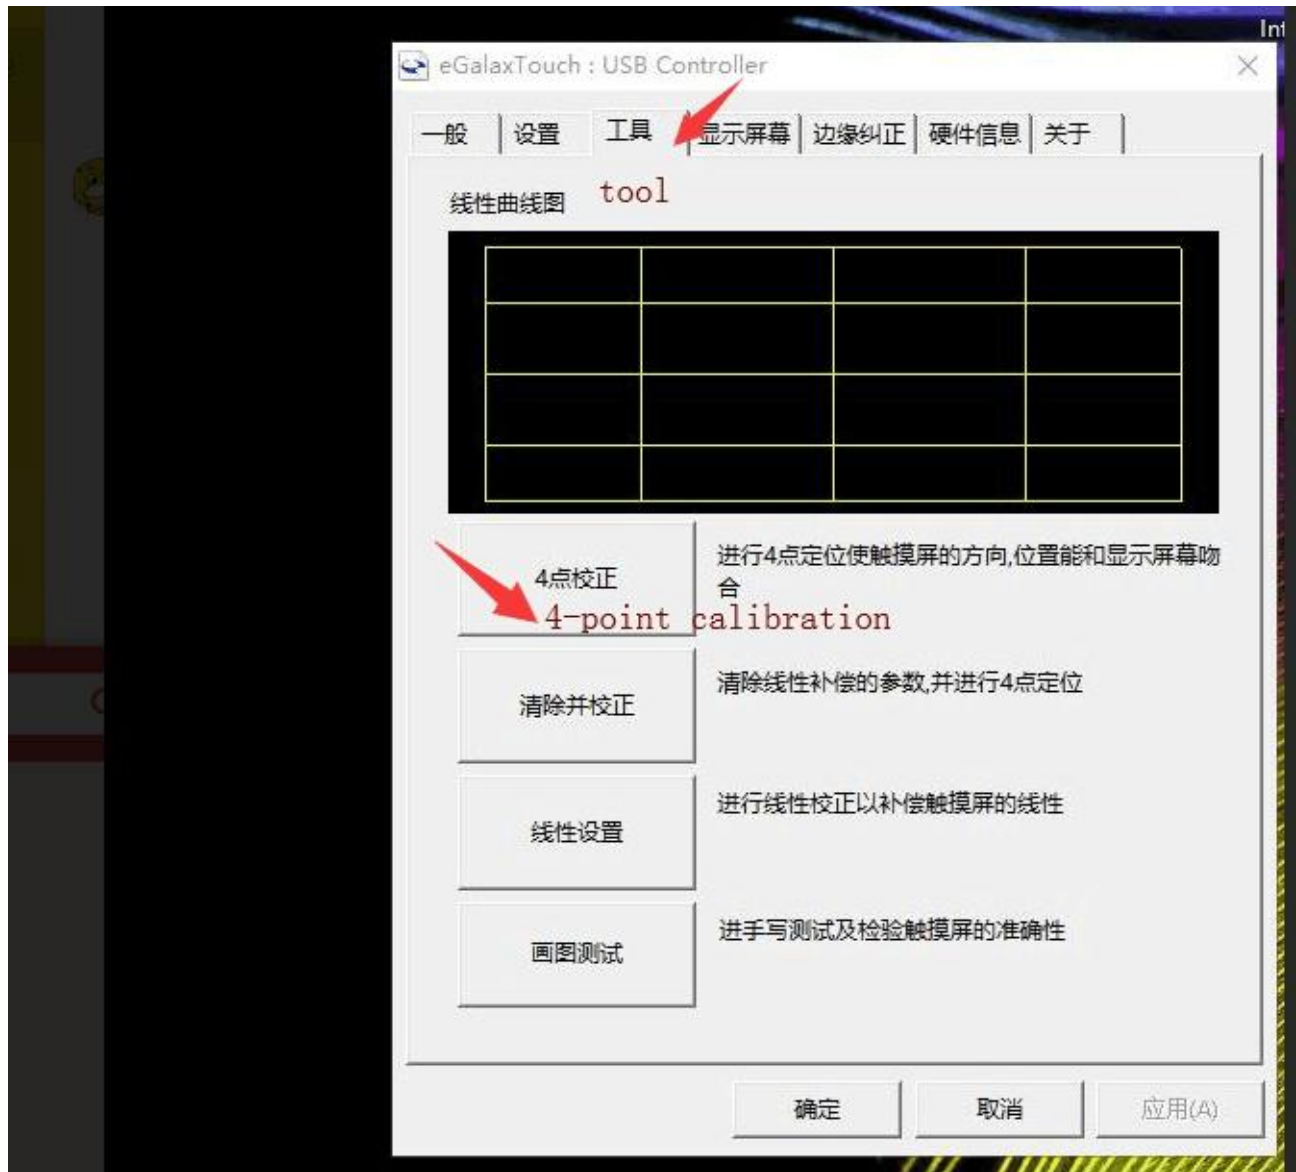 eGalaxTouch : USB Controller
一般 设置 工具 显示屏幕 边缘纠正 硬件信息 关于
线性曲线图 tool
4点校正
进行4点定位使触摸屏的方向,位置能和显示屏幕吻
合
4-point calibration
清除并校正
清除线性补偿的参数,并进行4点定位
线性设置
进行线性校正以补偿触摸屏的线性
画图测试
进手写测试及检验触摸屏的准确性
确定 取消 应用(A)